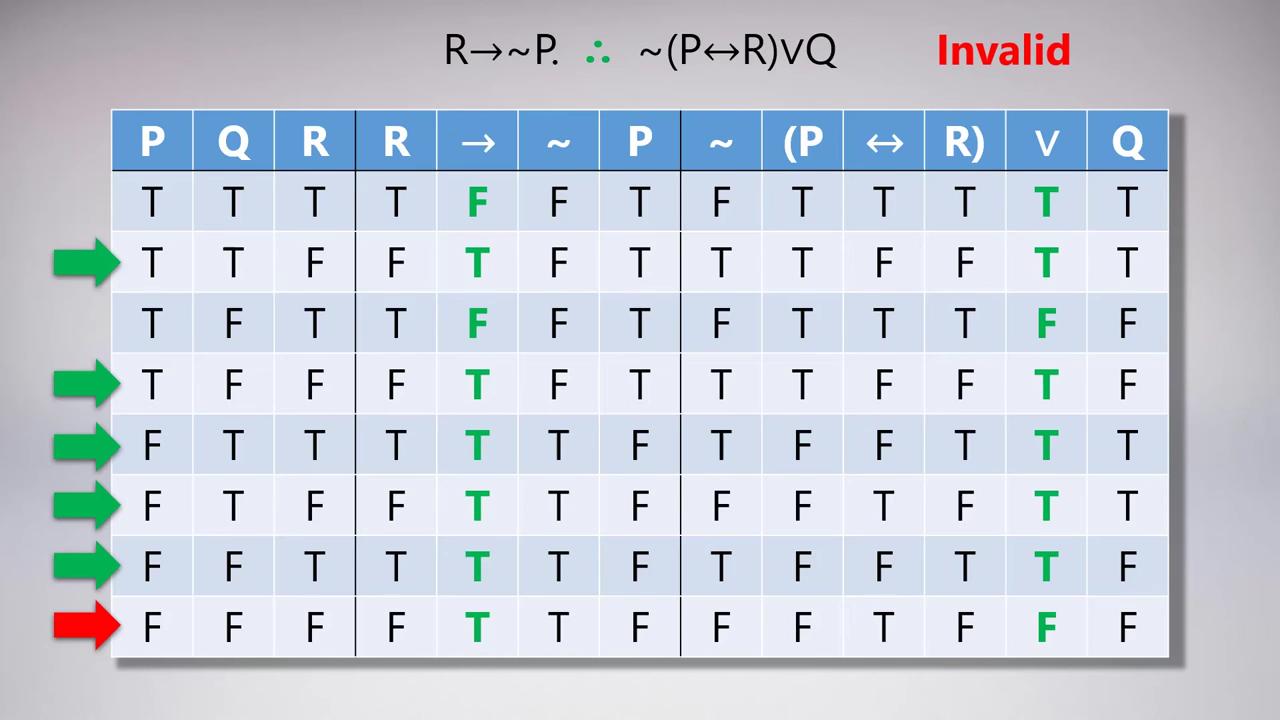 R→~P. ∴ ~(P↔R)∨Q Invalid
P Q R R → ~ P ~ (P ↔ R) ∨ Q
T T T T F F T F T T T T T
T T F F T F T T T F F T T
T F T T F F T F T T T F F
T F F F T F T T T F F T F
F T T T T T F T F F T T T
F T F F T T F F F T F T T
F F T T T T F T F F T T F
F F F F T T F F F T F F F